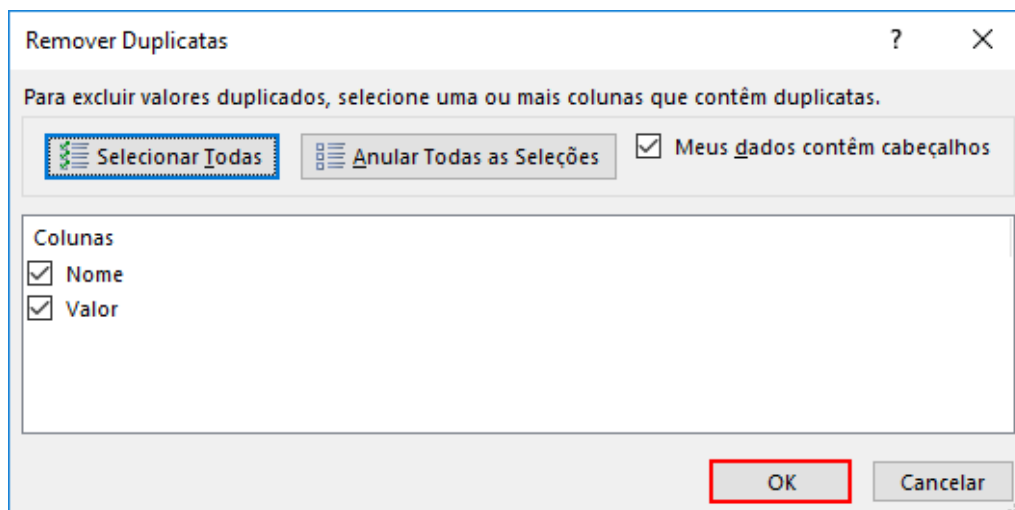 Remover Duplicatas ?
Para excluir valores duplicados, selecione uma ou mais colunas que contêm duplicatas.
Selecionar Todas Anular Todas as Seleções Meus dados contêm cabeçalhos
Colunas
Nome
Valor
OK Cancelar